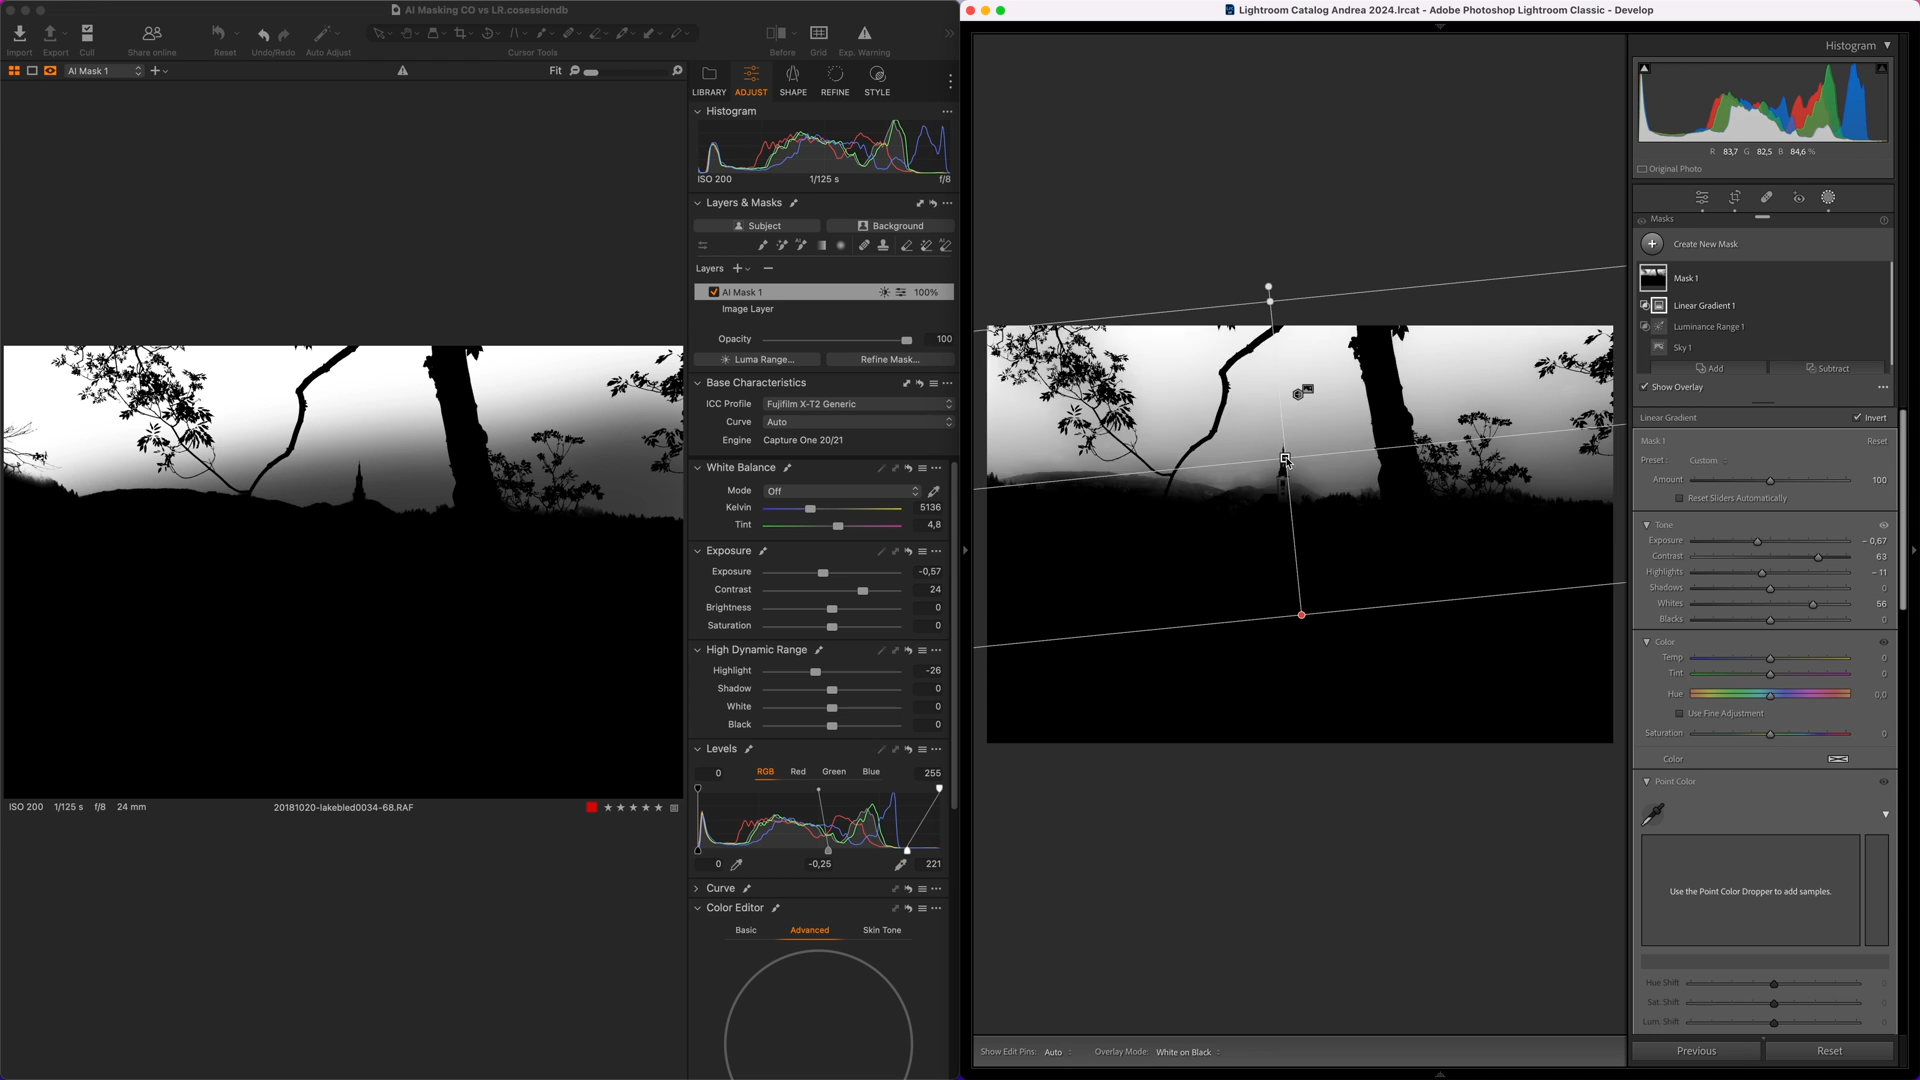 AI Masking CO vs LR.cosessiondb
Import Export Cull Share online Reset Undo/Redo Auto Adjust Cursor Tools Before Grid Exp. Warning
AI Mask 1
Fit
LIBRARY ADJUST SHAPE REFINE STYLE
Histogram
ISO 200 1/125 s f/8
Layers & Masks
Subject Background
Layers
AI Mask 1 100%
Image Layer
Opacity 100
Luma Range... Refine Mask...
Base Characteristics
ICC Profile Fujifilm X-T2 Generic
Curve Auto
Engine Capture One 20/21
White Balance
Mode Off
Kelvin 5136
Tint 4,8
Exposure
Exposure -0,57
Contrast 24
Brightness 0
Saturation 0
High Dynamic Range
Highlight -26
Shadow 0
White 0
Black 0
Levels
0 RGB Red Green Blue 255
0 -0,25 221
Curve
Color Editor
Basic Advanced Skin Tone
ISO 200 1/125 s f/8 24 mm 20181020-lakebled0034-68.RAF
Lightroom Catalog Andrea 2024.lrcat - Adobe Photoshop Lightroom Classic - Develop
Histogram
R 83,7 G 82,5 B 84,6 %
Original Photo
Masks
Create New Mask
Mask 1
Linear Gradient 1
Luminance Range 1
Sky 1
Add Subtract
Show Overlay
Linear Gradient Invert
Mask 1 Reset
Preset: Custom
Amount 100
Reset Sliders Automatically
Tone
Exposure - 0,67
Contrast 63
Highlights - 11
Shadows 0
Whites 56
Blacks 0
Color
Temp 0
Tint 0
Hue 0,0
Use Fine Adjustment
Saturation 0
Color
Point Color
Use the Point Color Dropper to add samples.
Hue Shift 0
Sat. Shift 0
Lum. Shift 0
Show Edit Pins: Auto Overlay Mode: White on Black
Previous Reset